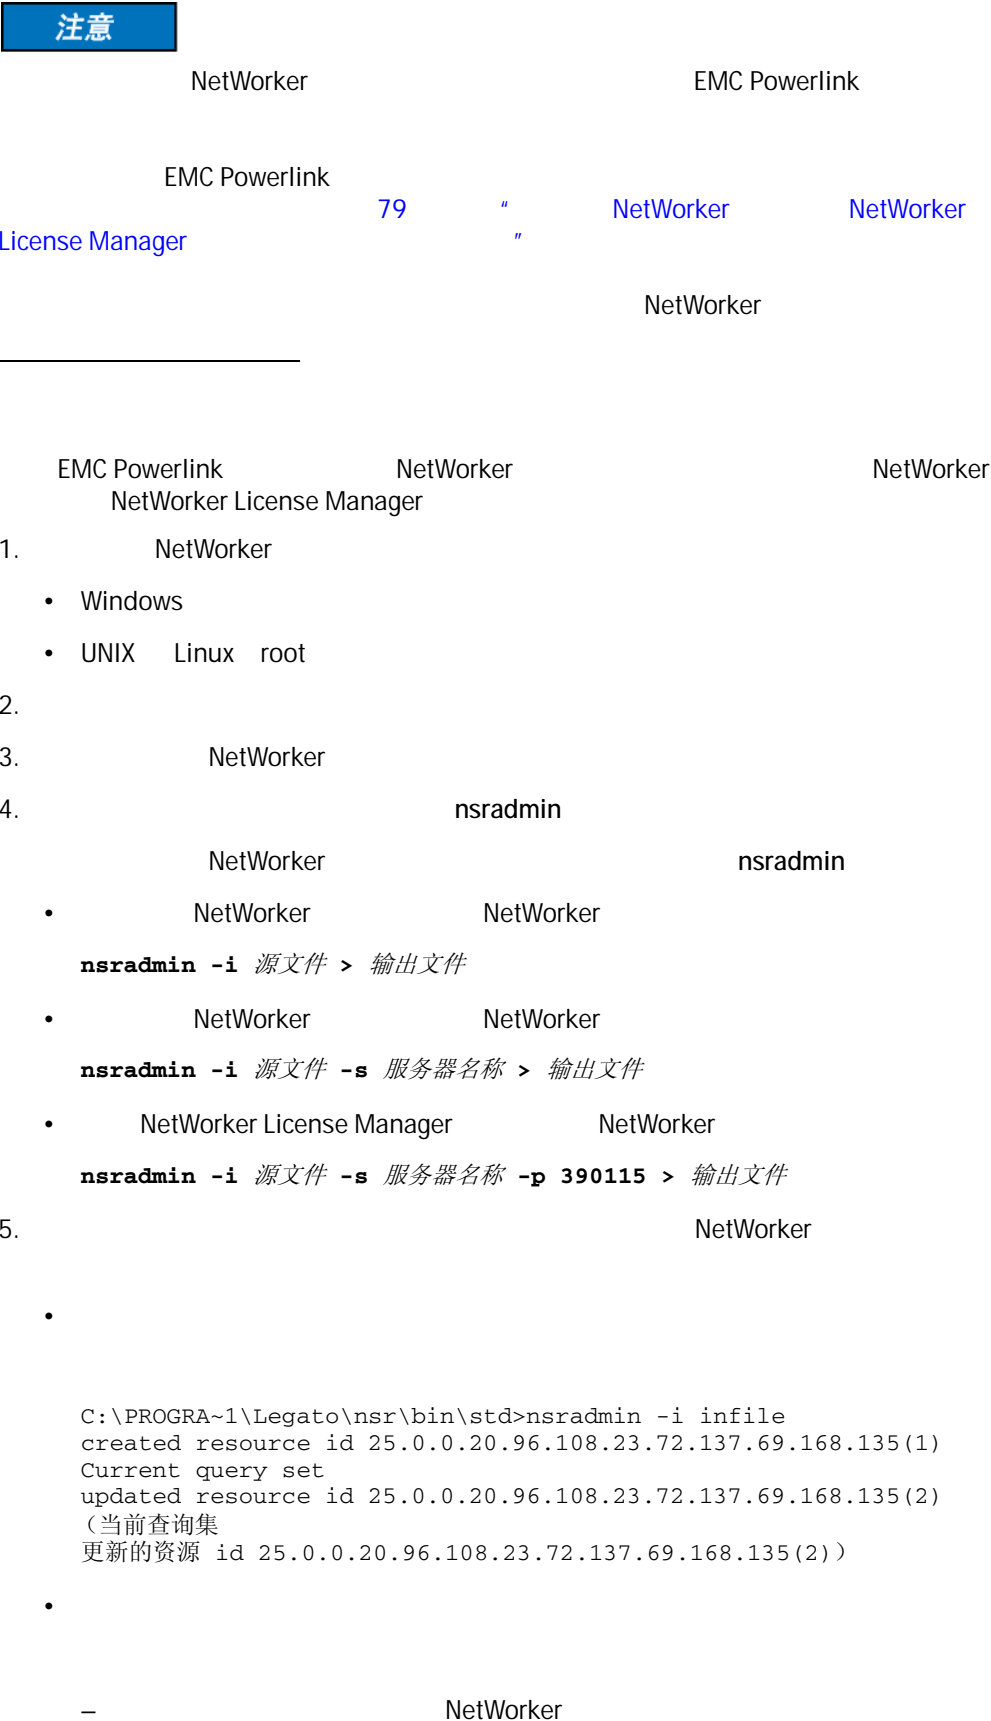 注意
NetWorker EMC Powerlink
EMC Powerlink
79 “ NetWorker NetWorker
License Manager ”
NetWorker
EMC Powerlink NetWorker NetWorker
NetWorker License Manager
1. NetWorker
• Windows
• UNIX Linux root
2.
3. NetWorker
4. nsradmin
NetWorker nsradmin
• NetWorker NetWorker
nsradmin -i 源文件 > 输出文件
• NetWorker NetWorker
nsradmin -i 源文件 -s 服务器名称 > 输出文件
• NetWorker License Manager NetWorker
nsradmin -i 源文件 -s 服务器名称 -p 390115 > 输出文件
5. NetWorker
•
C:\PROGRA~1\Legato\nsr\bin\std>nsradmin -i infile
created resource id 25.0.0.20.96.108.23.72.137.69.168.135(1)
Current query set
updated resource id 25.0.0.20.96.108.23.72.137.69.168.135(2)
（当前查询集
更新的资源 id 25.0.0.20.96.108.23.72.137.69.168.135(2)）
•
– NetWorker